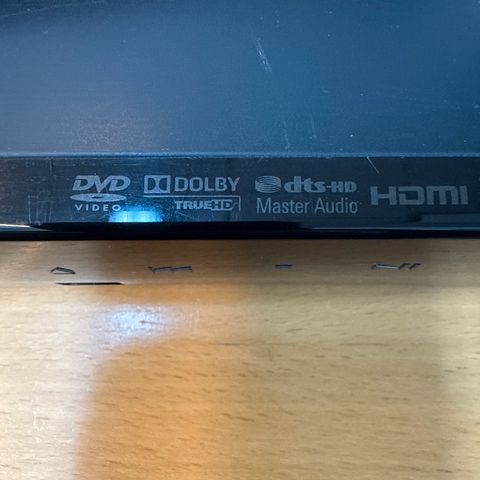 DVD VIDEO
DOLBY TRUEHD
dts-HD Master Audio
HDMI